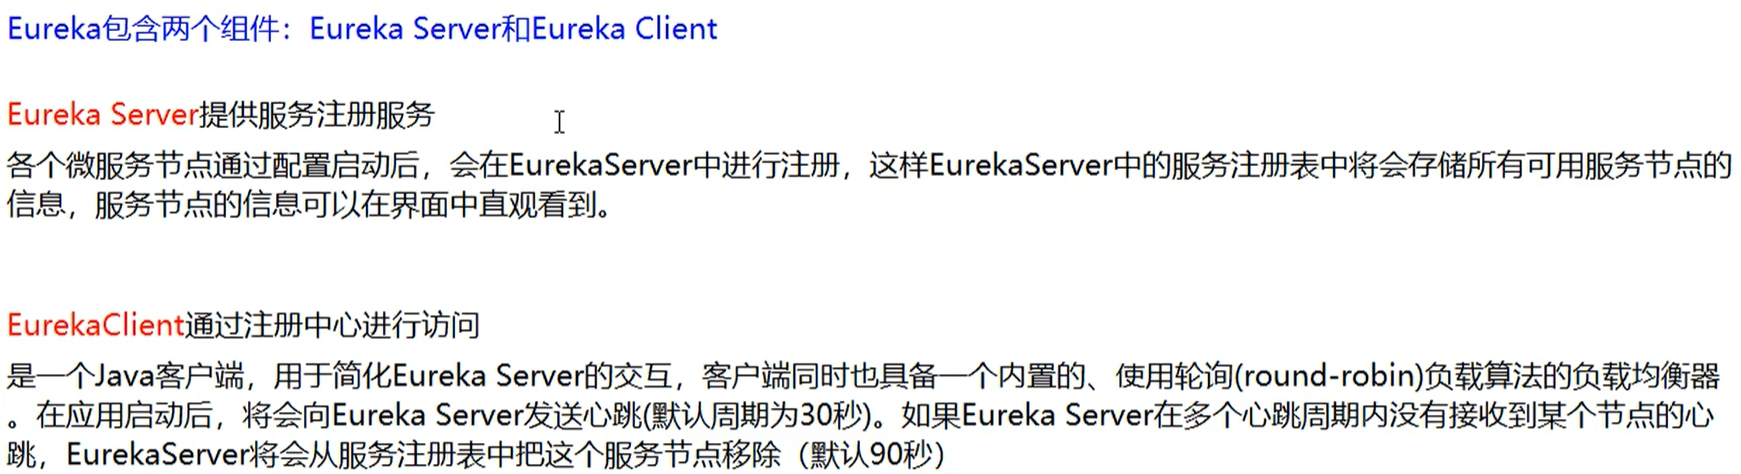 Eureka包含两个组件：Eureka Server和Eureka Client
Eureka Server提供服务注册服务
各个微服务节点通过配置启动后，会在EurekaServer中进行注册，这样EurekaServer中的服务注册表中将会存储所有可用服务节点的
信息，服务节点的信息可以在界面中直观看到。
EurekaClient通过注册中心进行访问
是一个Java客户端，用于简化Eureka Server的交互，客户端同时也具备一个内置的、使用轮询(round-robin)负载算法的负载均衡器
。在应用启动后，将会向Eureka Server发送心跳(默认周期为30秒)。如果Eureka Server在多个心跳周期内没有接收到某个节点的心
跳，EurekaServer将会从服务注册表中把这个服务节点移除（默认90秒）